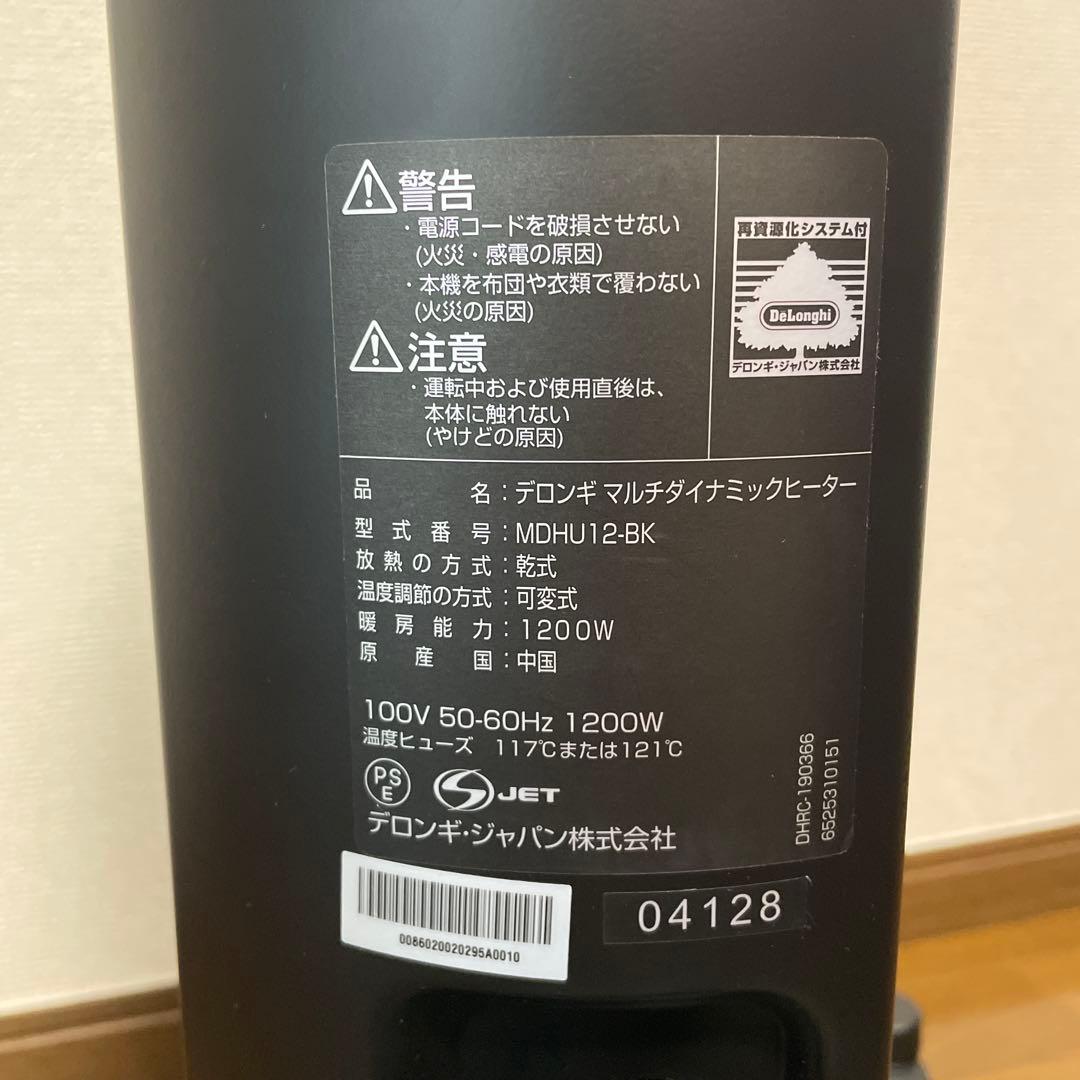 警告
・電源コードを破損させない
(火災・感電の原因)
・本機を布団や衣類で覆わない
(火災の原因)
注意
・運転中および使用直後は、
本体に触れない
(やけどの原因)
再資源化システム付
DeLonghi
デロンギ・ジャパン株式会社
品名：デロンギ マルチダイナミックヒーター
型式番号：MDHU12-BK
放熱の方式：乾式
温度調節の方式：可変式
暖房能力：1200W
原産国：中国
100V 50-60Hz 1200W
温度ヒューズ 117℃または121℃
PSE
S JET
デロンギ・ジャパン株式会社
DHRC-190366
6525310151
0086020020295A0010
04128